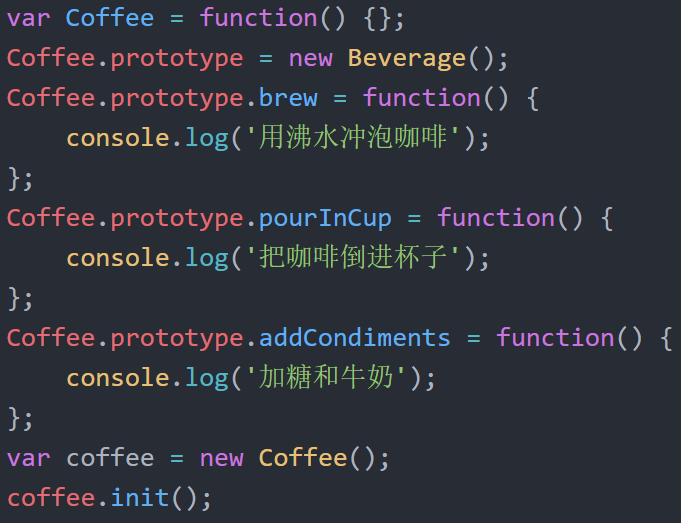 var Coffee = function() {};
Coffee.prototype = new Beverage();
Coffee.prototype.brew = function() {
    console.log('用沸水冲泡咖啡');
};
Coffee.prototype.pourInCup = function() {
    console.log('把咖啡倒进杯子');
};
Coffee.prototype.addCondiments = function() {
    console.log('加糖和牛奶');
};
var coffee = new Coffee();
coffee.init();